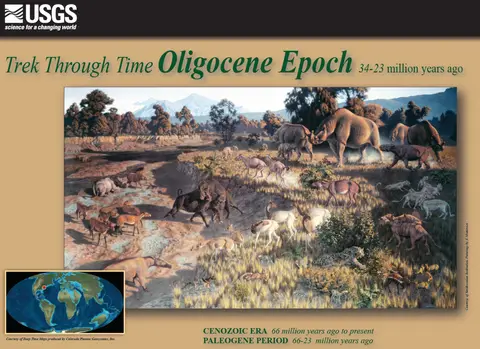 USGS
science for a changing world
Trek Through Time Oligocene Epoch 34-23 million years ago
CENOZOIC ERA 66 million years ago to present
PALEOGENE PERIOD 66-23 million years ago